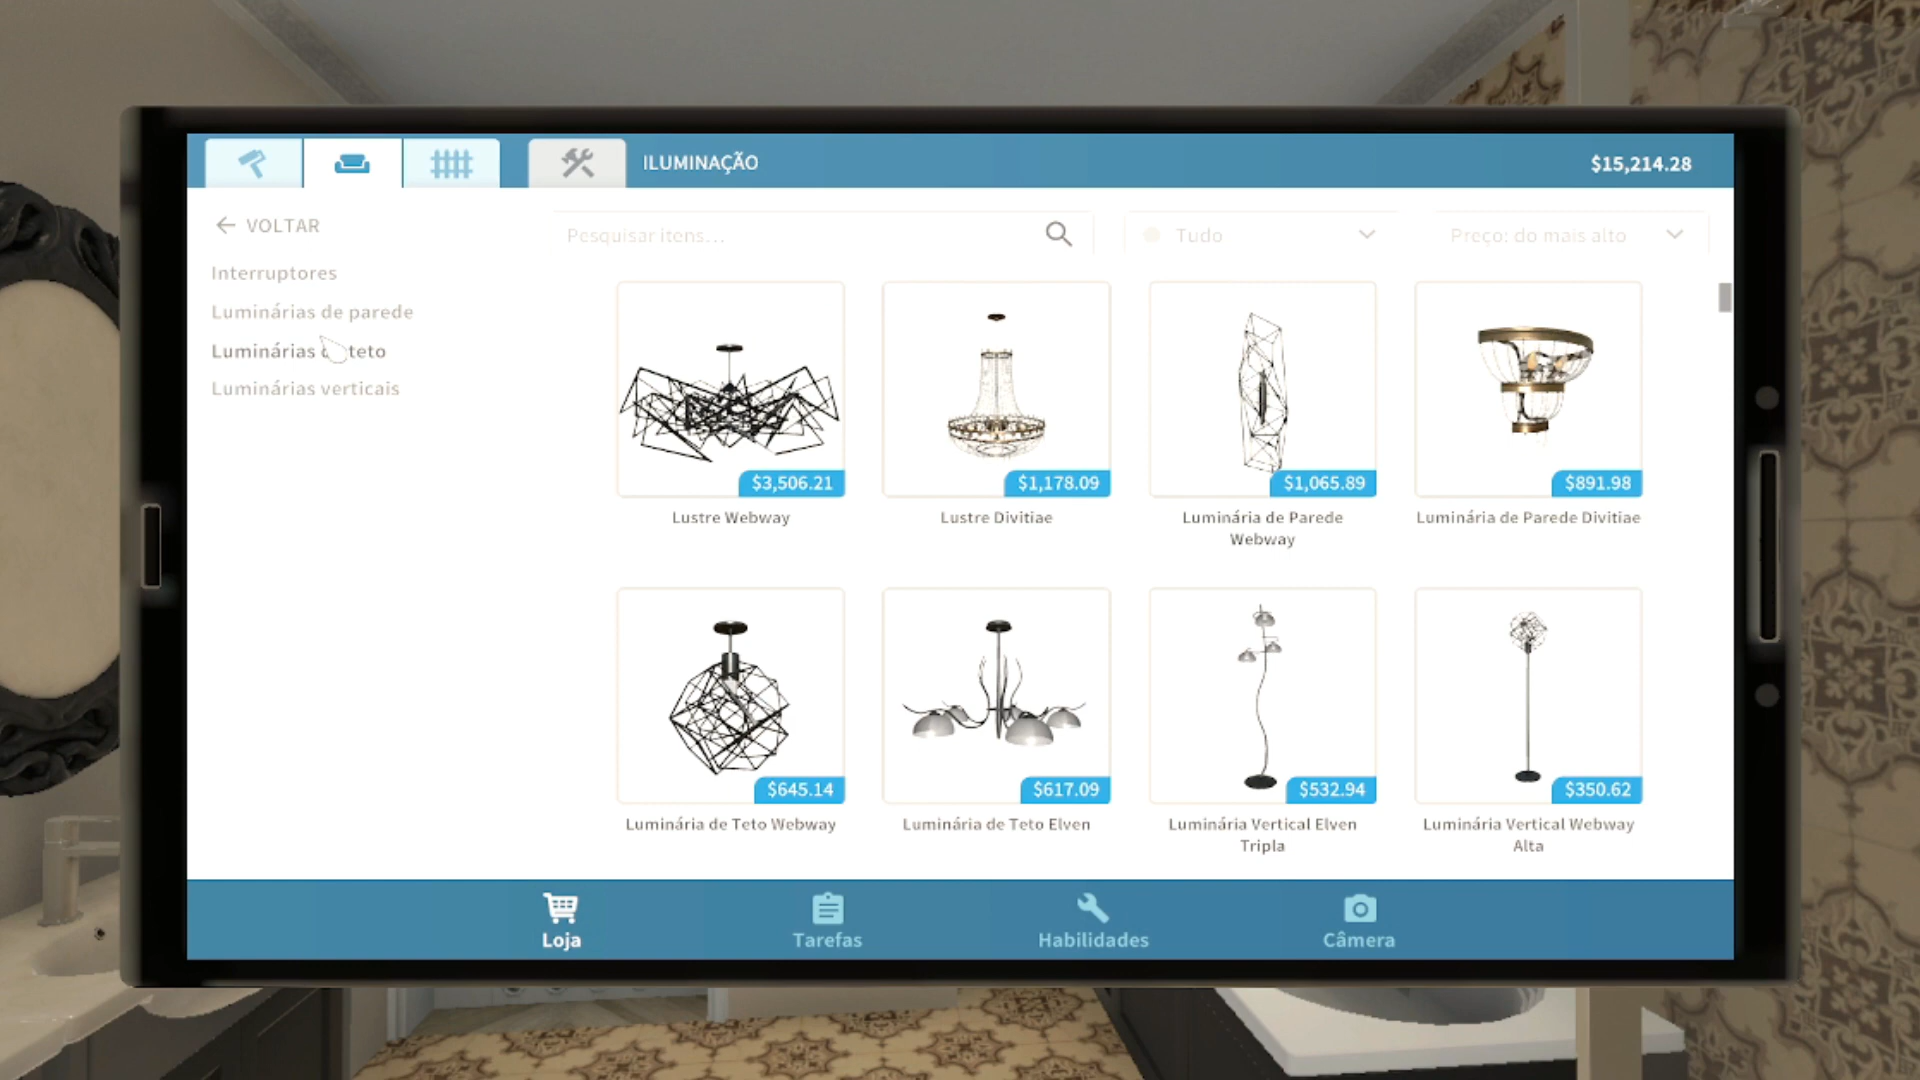 ILUMINAÇÃO
$15,214.28
VOLTAR
Pesquisar itens...
Tudo
Preço: do mais alto
Interruptores
Luminárias de parede
Luminárias teto
Luminárias verticais
$3,506.21
$1,178.09
$1,065.89
$891.98
Lustre Webway
Lustre Divitiae
Luminária de Parede
Webway
Luminária de Parede Divitiae
$645.14
$617.09
$532.94
$350.62
Luminária de Teto Webway
Luminária de Teto Elven
Luminária Vertical Elven
Tripla
Luminária Vertical Webway
Alta
Loja
Tarefas
Habilidades
Câmera